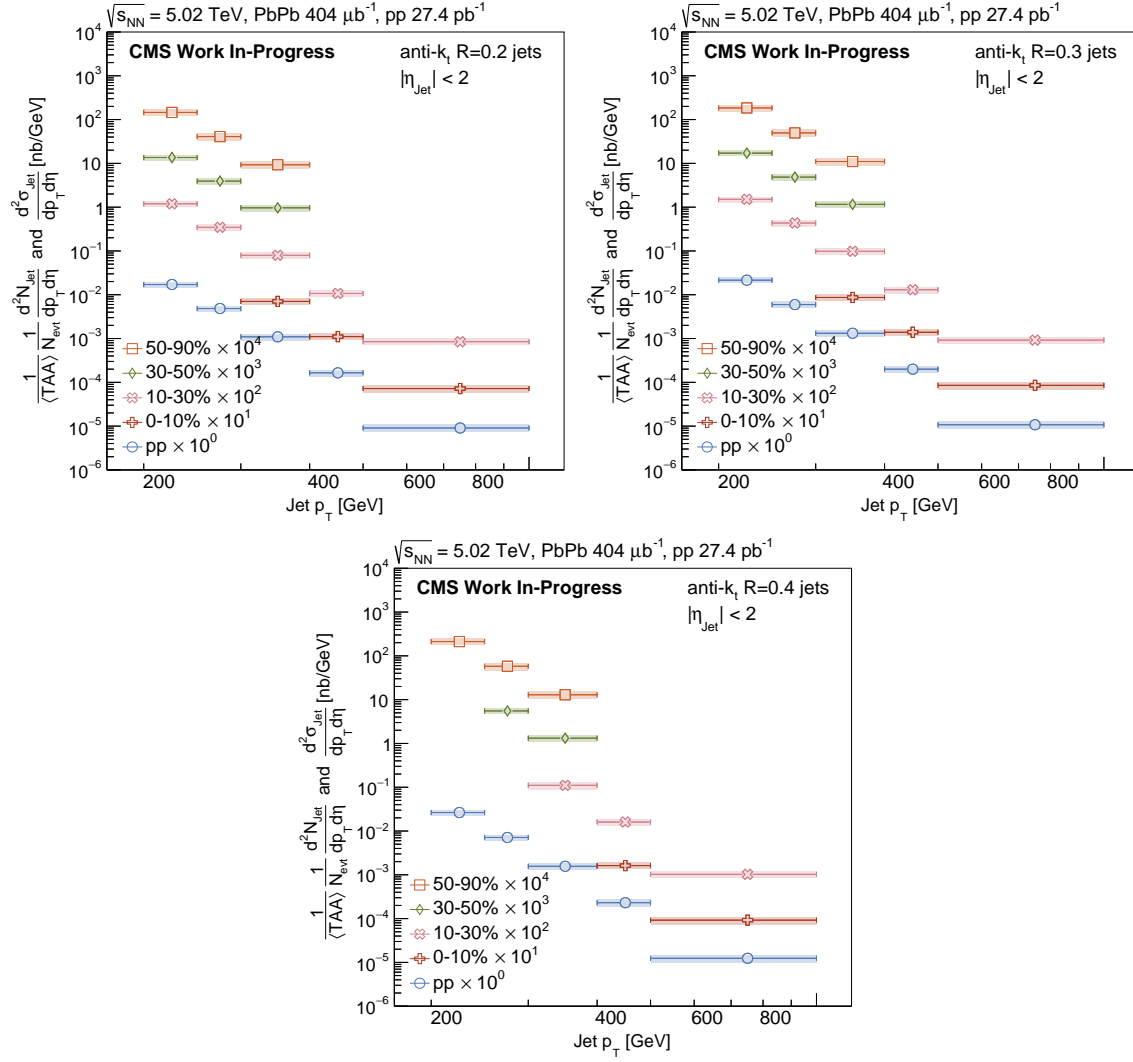 √s_NN = 5.02 TeV, PbPb 404 μb⁻¹, pp 27.4 pb⁻¹
CMS Work In-Progress
anti-k_t R=0.2 jets
|η_Jet| < 2
1/⟨TAA⟩ 1/N_evt d²N_Jet/dp_T dη and d²σ_Jet/dp_T dη [nb/GeV]
10⁴
10³
10²
10
1
10⁻¹
10⁻²
10⁻³
10⁻⁴
10⁻⁵
10⁻⁶
50-90% × 10⁴
30-50% × 10³
10-30% × 10²
0-10% × 10¹
pp × 10⁰
200 400 600 800
Jet p_T [GeV]
√s_NN = 5.02 TeV, PbPb 404 μb⁻¹, pp 27.4 pb⁻¹
CMS Work In-Progress
anti-k_t R=0.3 jets
|η_Jet| < 2
1/⟨TAA⟩ 1/N_evt d²N_Jet/dp_T dη and d²σ_Jet/dp_T dη [nb/GeV]
10⁴
10³
10²
10
1
10⁻¹
10⁻²
10⁻³
10⁻⁴
10⁻⁵
10⁻⁶
50-90% × 10⁴
30-50% × 10³
10-30% × 10²
0-10% × 10¹
pp × 10⁰
200 400 600 800
Jet p_T [GeV]
√s_NN = 5.02 TeV, PbPb 404 μb⁻¹, pp 27.4 pb⁻¹
CMS Work In-Progress
anti-k_t R=0.4 jets
|η_Jet| < 2
1/⟨TAA⟩ 1/N_evt d²N_Jet/dp_T dη and d²σ_Jet/dp_T dη [nb/GeV]
10⁴
10³
10²
10
1
10⁻¹
10⁻²
10⁻³
10⁻⁴
10⁻⁵
10⁻⁶
50-90% × 10⁴
30-50% × 10³
10-30% × 10²
0-10% × 10¹
pp × 10⁰
200 400 600 800
Jet p_T [GeV]